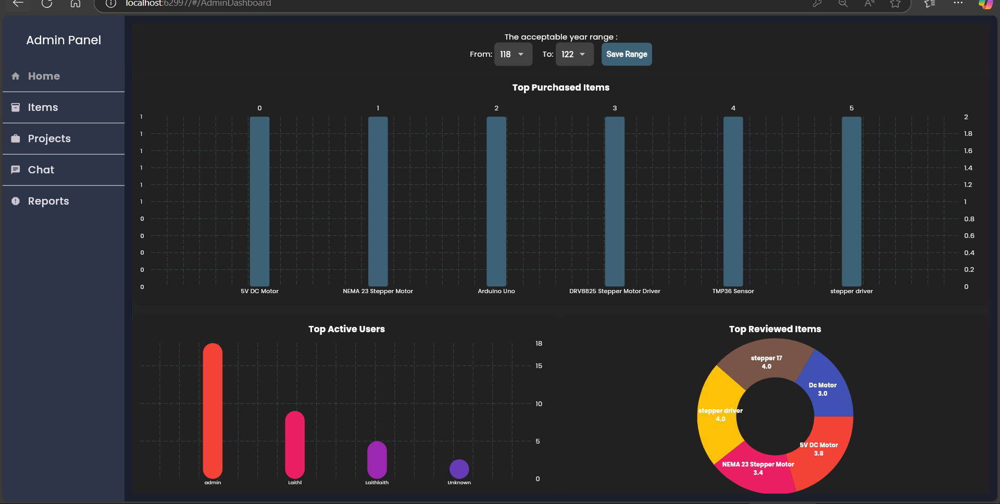 localhost:62997/#/AdminDashboard
Admin Panel
Home
Items
Projects
Chat
Reports
The acceptable year range :
From: 118 To: 122 Save Range
Top Purchased Items
0 1 2 3 4 5
1 2
1 1.8
1 1.6
1 1.4
1 1.2
1 1
0 0.8
0 0.6
0 0.4
0 0.2
0 0
5V DC Motor NEMA 23 Stepper Motor Arduino Uno DRV8825 Stepper Motor Driver TMP36 Sensor stepper driver
Top Active Users
18
15
10
5
0
admin Laithl Laithlaith Unknown
Top Reviewed Items
stepper 17
4.0
Dc Motor
3.0
stepper driver
4.0
5V DC Motor
3.8
NEMA 23 Stepper Motor
3.4